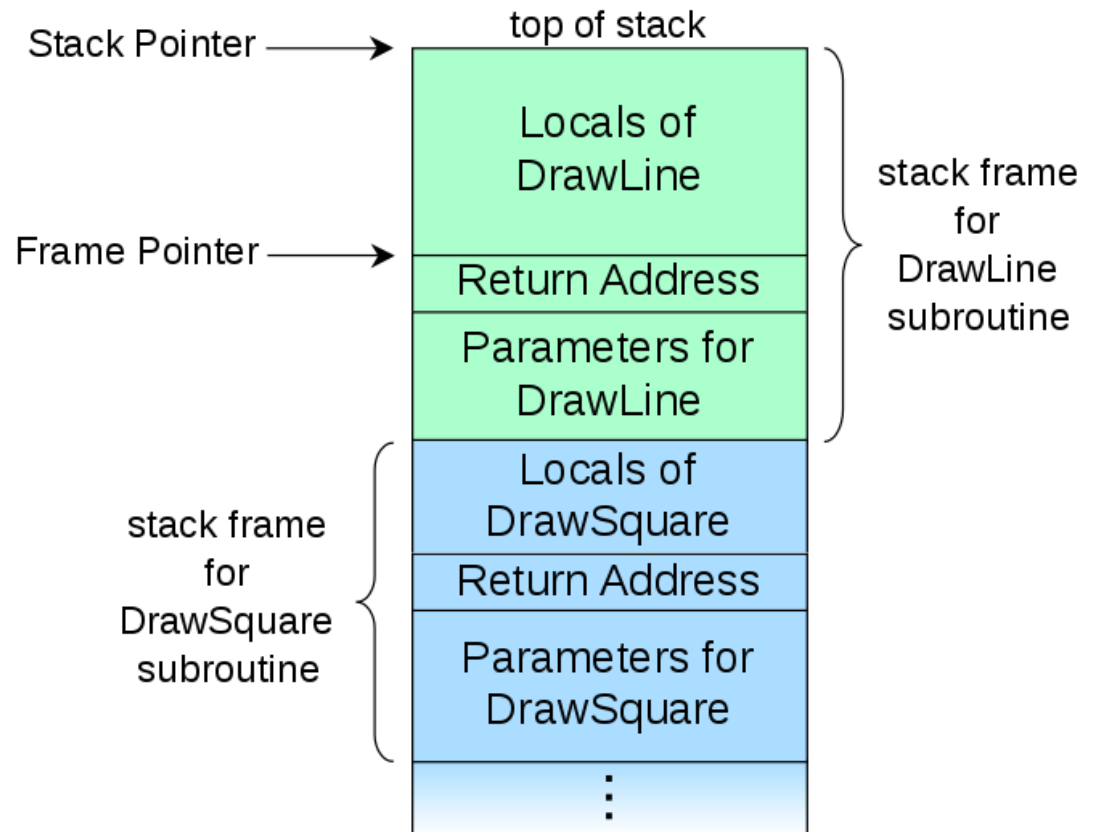 top of stack
Stack Pointer
Locals of
DrawLine
stack frame
for
DrawLine
subroutine
Frame Pointer
Return Address
Parameters for
DrawLine
Locals of
DrawSquare
stack frame
for
DrawSquare
subroutine
Return Address
Parameters for
DrawSquare
⋮